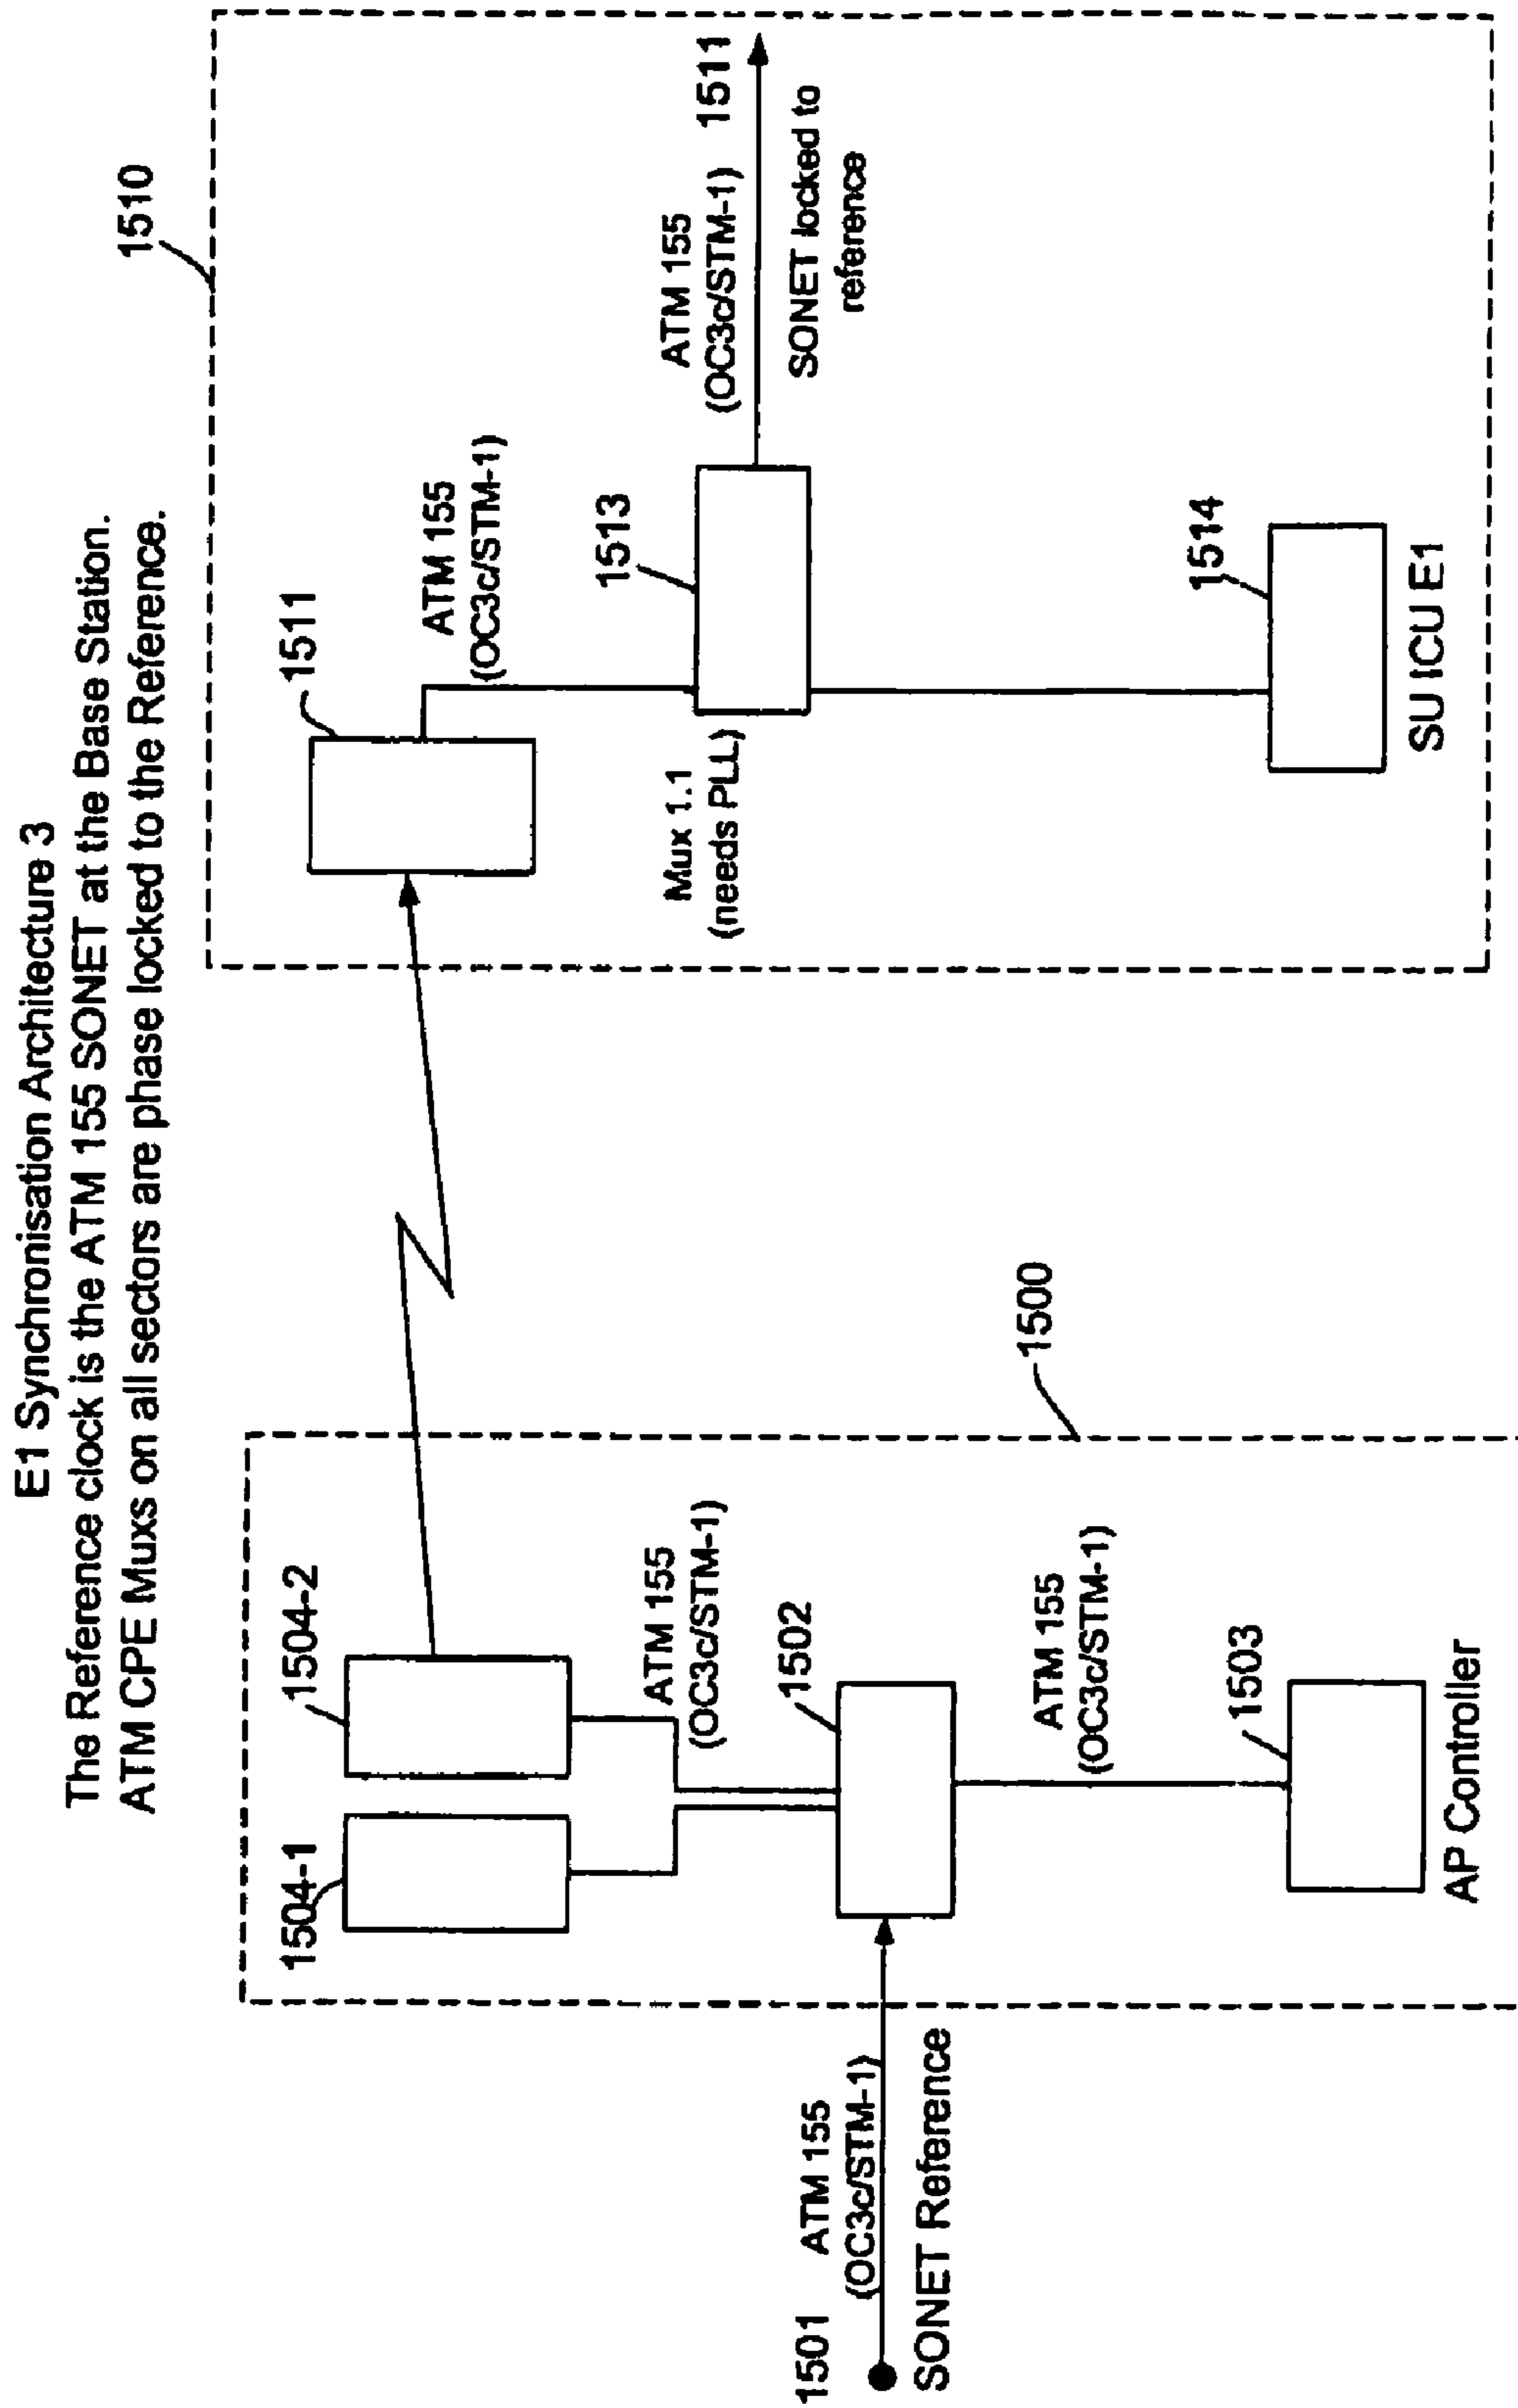 E1 Synchronisation Architecture 3
The Reference clock is the ATM 155 SONET at the Base Station.
ATM CPE Muxs on all sectors are phase locked to the Reference.
1501
ATM 155
(OC3c/STM-1)
SONET Reference
1504-1
1504-2
ATM 155
(OC3c/STM-1)
1502
ATM 155
(OC3c/STM-1)
1503
AP Controller
1500
1510
1511
ATM 155
(OC3c/STM-1)
Mux 1.1
(needs PLL)
1513
ATM 155
(OC3c/STM-1)
1511
SONET locked to
reference
1514
SU ICU E1